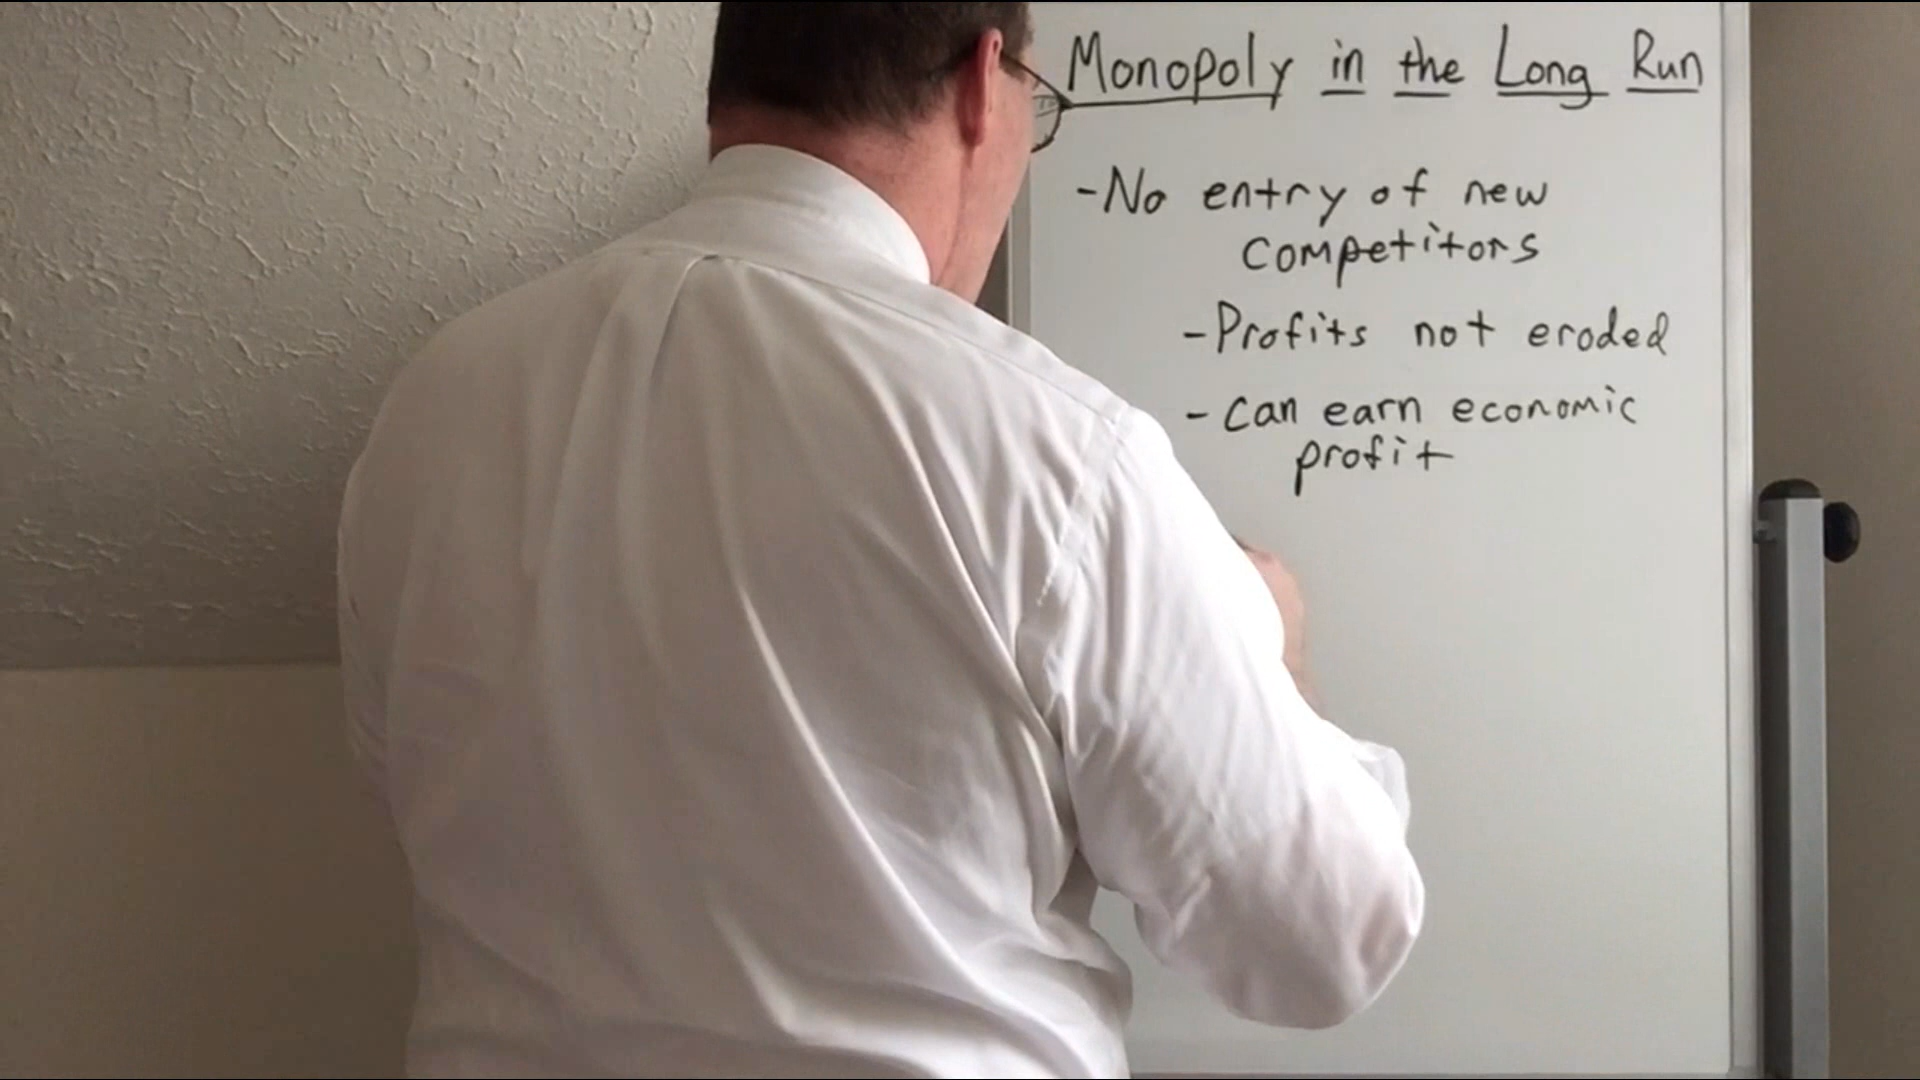 Monopoly in the Long Run
-No entry of new
competitors
-Profits not eroded
-Can earn economic
profit